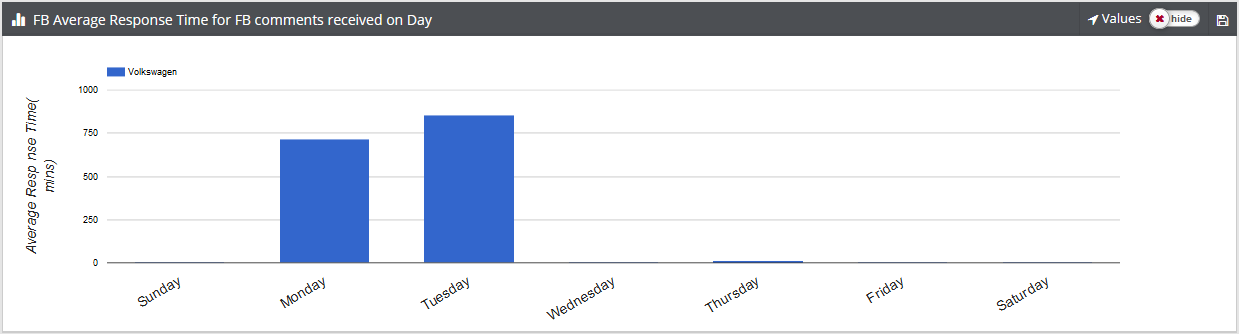 FB Average Response Time for FB comments received on Day
Values
hide
Volkswagen
1000
750
500
250
0
Average Resp nse Time(
mins)
Sunday
Monday
Tuesday
Wednesday
Thursday
Friday
Saturday